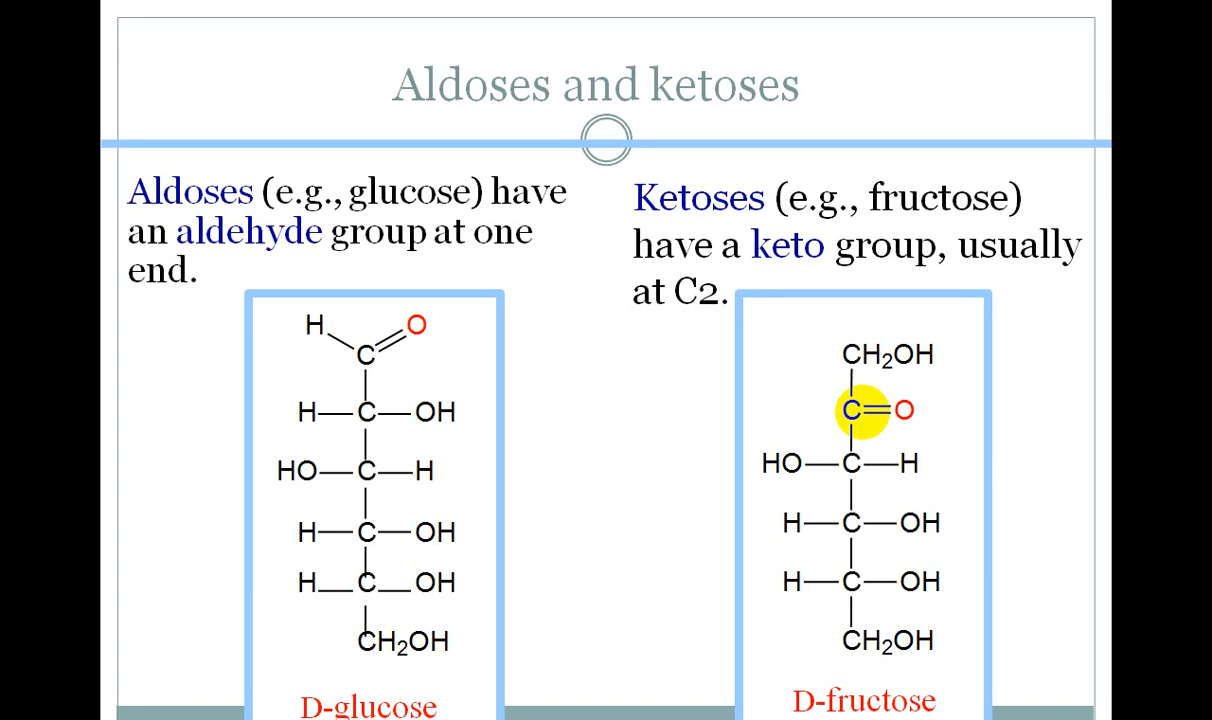 Aldoses and ketoses
Aldoses (e.g., glucose) have
an aldehyde group at one
end.
H O
C
H—C—OH
HO—C—H
H—C—OH
H—C—OH
CH₂OH
D-glucose
Ketoses (e.g., fructose)
have a keto group, usually
at C2.
CH₂OH
C=O
HO—C—H
H—C—OH
H—C—OH
CH₂OH
D-fructose